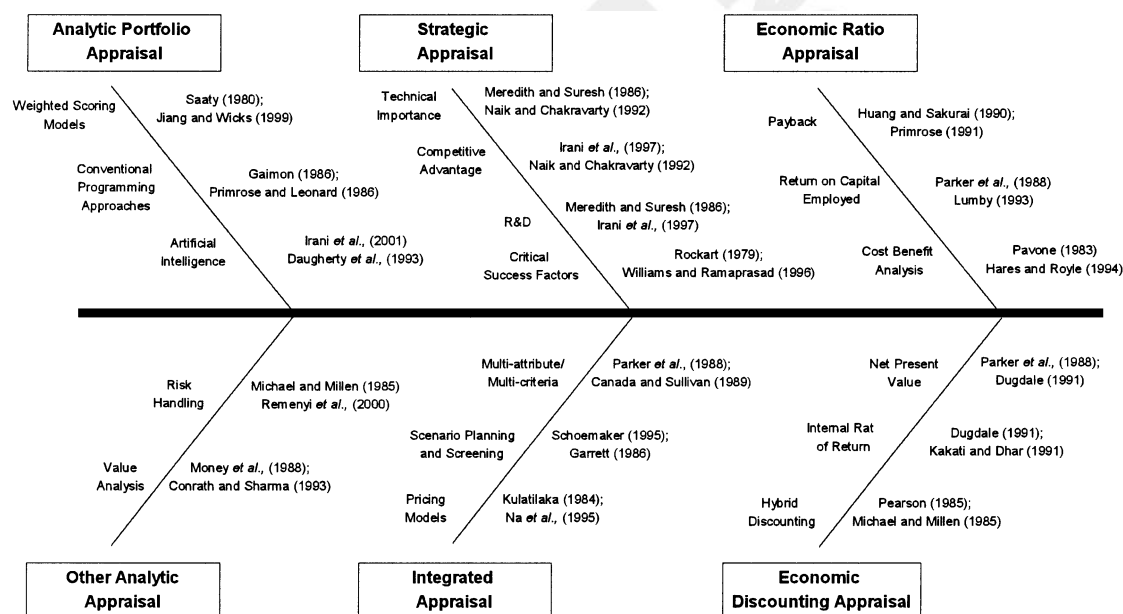 Analytic Portfolio
Appraisal
Weighted Scoring
Models
Saaty (1980);
Jiang and Wicks (1999)
Conventional
Programming
Approaches
Gaimon (1986);
Primrose and Leonard (1986)
Artificial
Intelligence
Irani et al., (2001)
Daugherty et al., (1993)
Strategic
Appraisal
Technical
Importance
Meredith and Suresh (1986);
Naik and Chakravarty (1992)
Competitive
Advantage
Irani et al., (1997);
Naik and Chakravarty (1992)
R&D
Meredith and Suresh (1986);
Irani et al., (1997)
Critical
Success Factors
Rockart (1979);
Williams and Ramaprasad (1996)
Economic Ratio
Appraisal
Payback
Huang and Sakurai (1990);
Primrose (1991)
Return on Capital
Employed
Parker et al., (1988)
Lumby (1993)
Cost Benefit
Analysis
Pavone (1983)
Hares and Royle (1994)
Risk
Handling
Michael and Millen (1985)
Remenyi et al., (2000)
Value
Analysis
Money et al., (1988);
Conrath and Sharma (1993)
Other Analytic
Appraisal
Multi-attribute/
Multi-criteria
Parker et al., (1988);
Canada and Sullivan (1989)
Scenario Planning
and Screening
Schoemaker (1995);
Garrett (1986)
Pricing
Models
Kulatilaka (1984);
Na et al., (1995)
Integrated
Appraisal
Net Present
Value
Parker et al., (1988);
Dugdale (1991)
Internal Rat
of Return
Dugdale (1991);
Kakati and Dhar (1991)
Hybrid
Discounting
Pearson (1985);
Michael and Millen (1985)
Economic
Discounting Appraisal